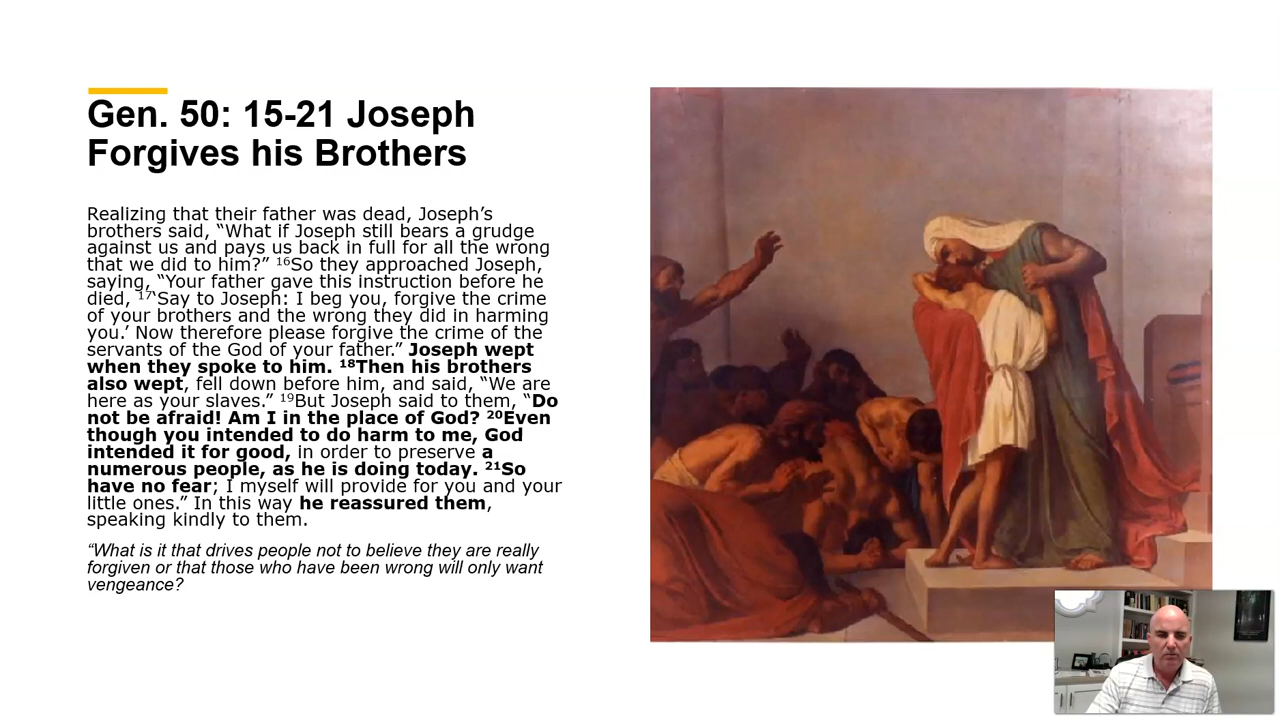 Gen. 50: 15-21 Joseph
Forgives his Brothers
Realizing that their father was dead, Joseph’s
brothers said, “What if Joseph still bears a grudge
against us and pays us back in full for all the wrong
that we did to him?” ¹⁶So they approached Joseph,
saying, “Your father gave this instruction before he
died, ¹⁷‘Say to Joseph: I beg you, forgive the crime
of your brothers and the wrong they did in harming
you.’ Now therefore please forgive the crime of the
servants of the God of your father.” Joseph wept
when they spoke to him. ¹⁸Then his brothers
also wept, fell down before him, and said, “We are
here as your slaves.” ¹⁹But Joseph said to them, “Do
not be afraid! Am I in the place of God? ²⁰Even
though you intended to do harm to me, God
intended it for good, in order to preserve a
numerous people, as he is doing today. ²¹So
have no fear; I myself will provide for you and your
little ones.” In this way he reassured them,
speaking kindly to them.
“What is it that drives people not to believe they are really
forgiven or that those who have been wrong will only want
vengeance?